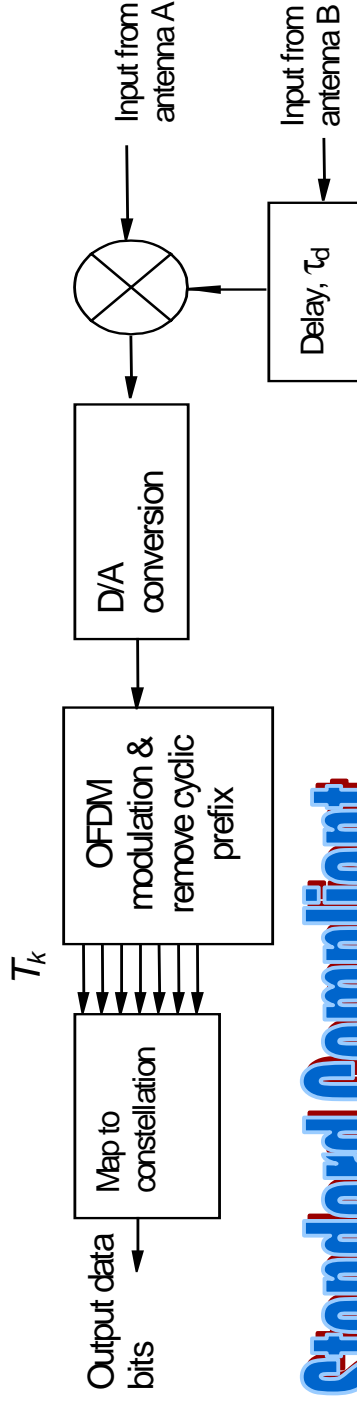 Input from
antenna A
Input from
antenna B
Delay, τd
D/A
conversion
OFDM
modulation &
remove cyclic
prefix
Tk
Map to
constellation
Output data
bits
Standard Compliant